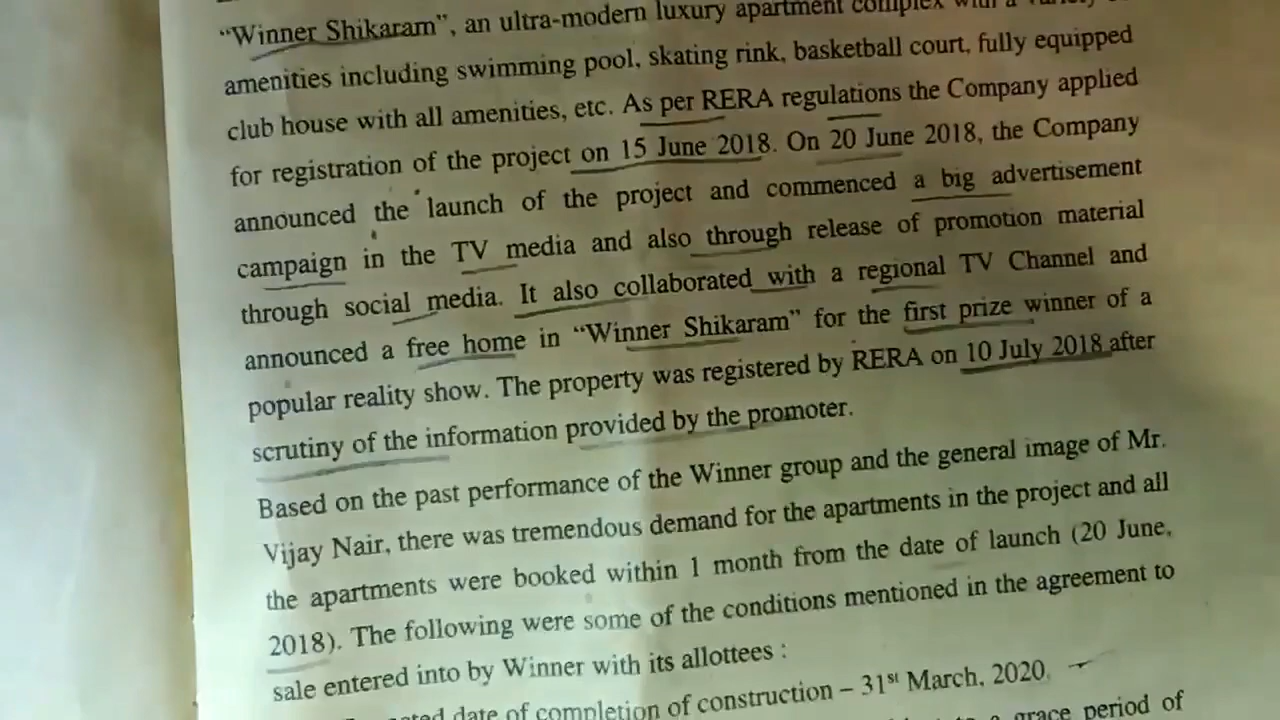 “Winner Shikaram”, an ultra-modern luxury apartment complex with a
amenities including swimming pool, skating rink, basketball court, fully equipped
club house with all amenities, etc. As per RERA regulations the Company applied
for registration of the project on 15 June 2018. On 20 June 2018, the Company
announced the launch of the project and commenced a big advertisement
campaign in the TV media and also through release of promotion material
through social media. It also collaborated with a regional TV Channel and
announced a free home in “Winner Shikaram” for the first prize winner of a
popular reality show. The property was registered by RERA on 10 July 2018 after
scrutiny of the information provided by the promoter.
Based on the past performance of the Winner group and the general image of Mr.
Vijay Nair, there was tremendous demand for the apartments in the project and all
the apartments were booked within 1 month from the date of launch (20 June,
2018). The following were some of the conditions mentioned in the agreement to
sale entered into by Winner with its allottees :
date of completion of construction – 31st March, 2020.
a grace period of